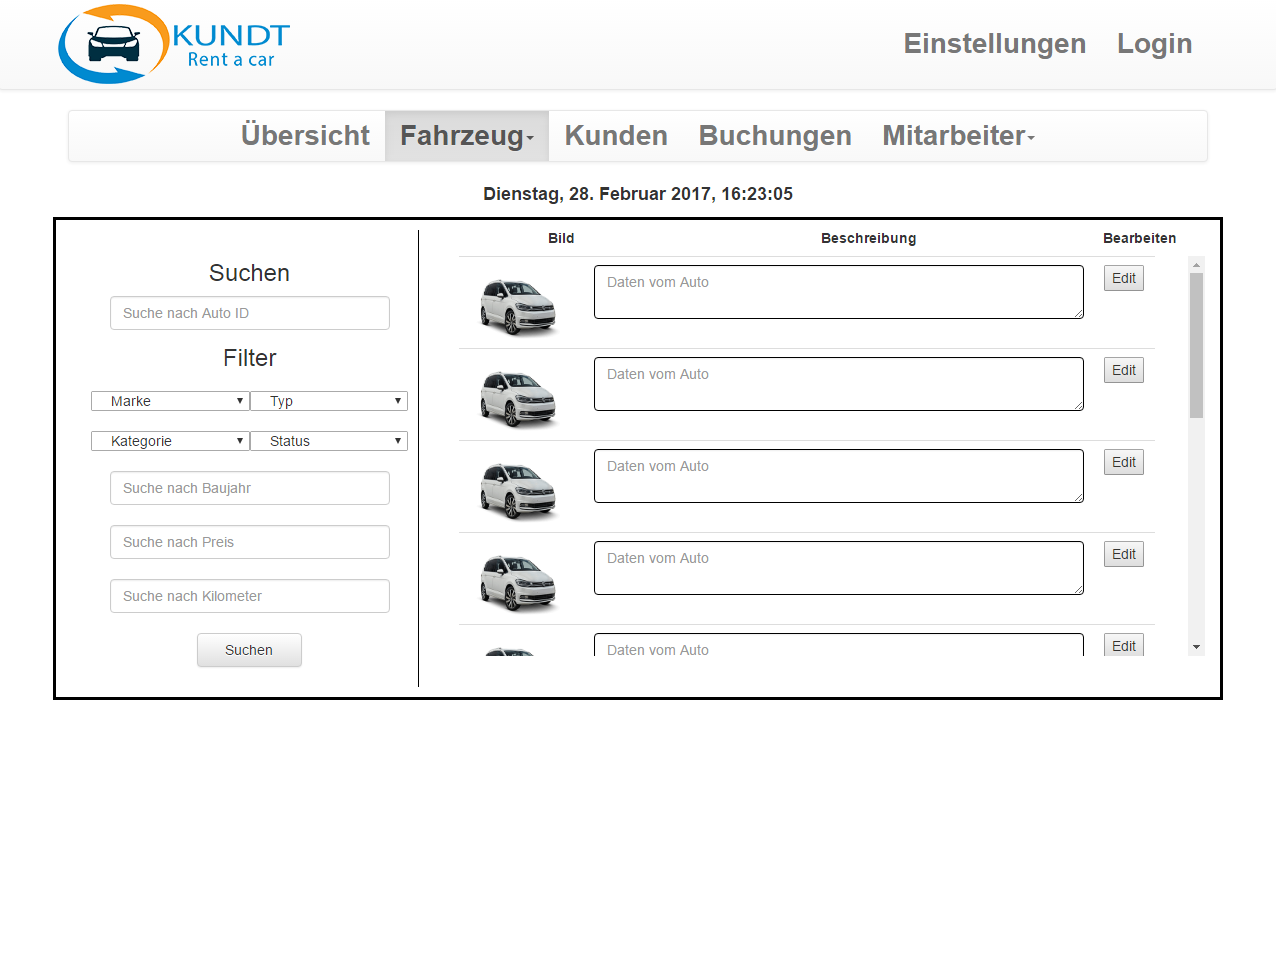 KUNDT
Rent a car
Einstellungen Login
Übersicht Fahrzeug Kunden Buchungen Mitarbeiter
Dienstag, 28. Februar 2017, 16:23:05
Suchen
Suche nach Auto ID
Filter
Marke Typ
Kategorie Status
Suche nach Baujahr
Suche nach Preis
Suche nach Kilometer
Suchen
Bild Beschreibung Bearbeiten
Daten vom Auto Edit
Daten vom Auto Edit
Daten vom Auto Edit
Daten vom Auto Edit
Daten vom Auto Edit